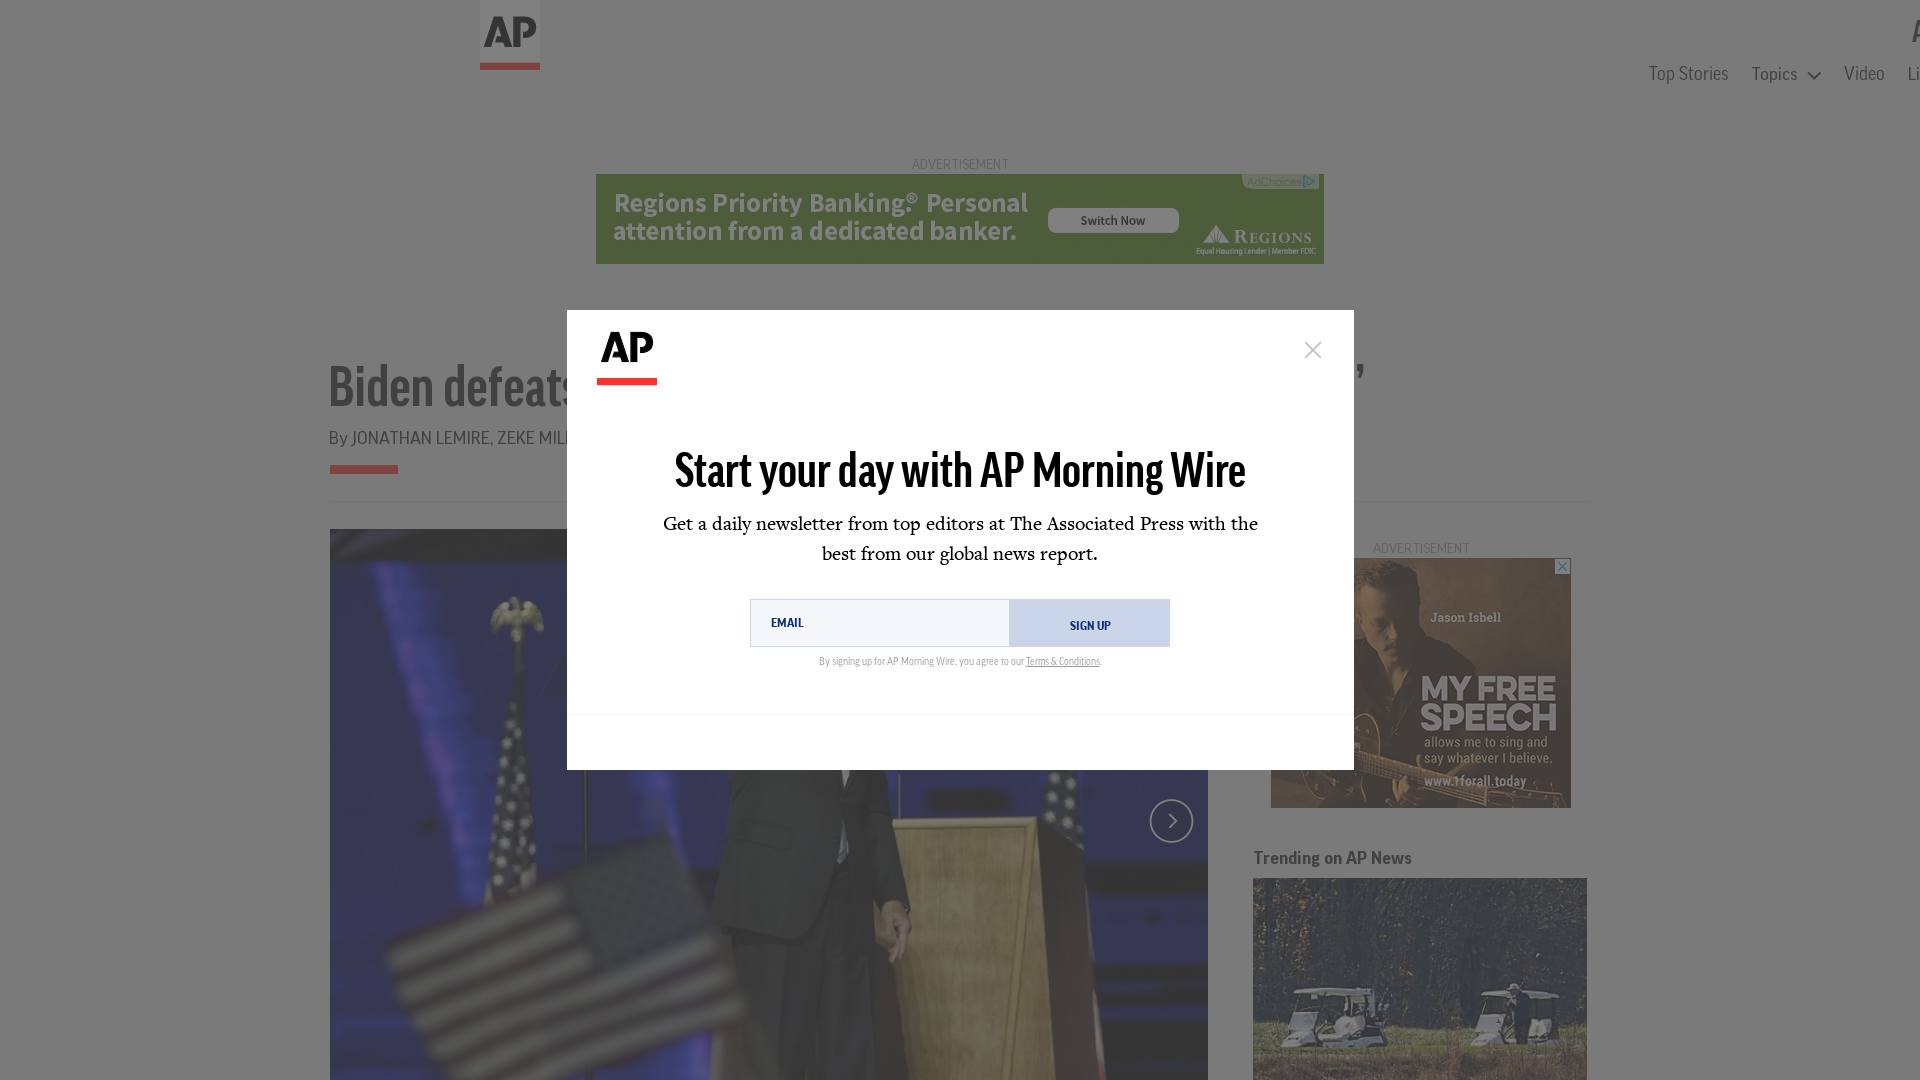 AP
Top Stories
Topics
Video
ADVERTISEMENT
Regions Priority Banking.® Personal
attention from a dedicated banker.
Switch Now
AdChoices
REGIONS
Equal Housing Lender | Member FDIC
Biden defeats
By JONATHAN LEMIRE, ZEKE
AP
Start your day with AP Morning Wire
Get a daily newsletter from top editors at The Associated Press with the
best from our global news report.
EMAIL
SIGN UP
By signing up for AP Morning Wire, you agree to our Terms & Conditions.
ADVERTISEMENT
Jason Isbell
MY FREE
SPEECH
allows me to sing and
say whatever I believe.
www.1forall.today
Trending on AP News